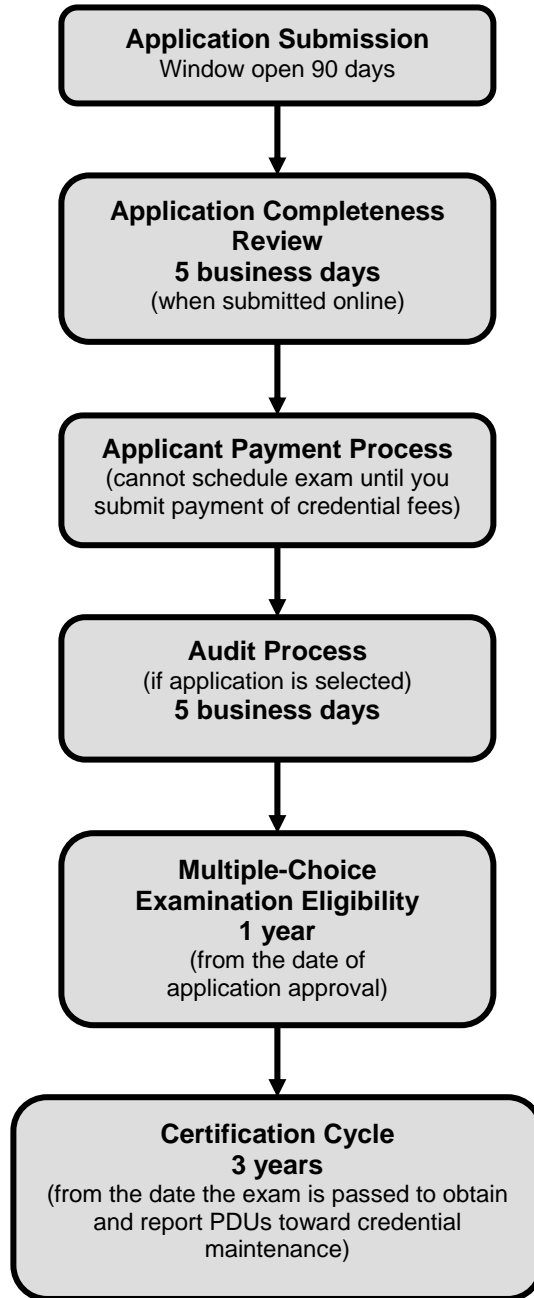 Application Submission
Window open 90 days
Application Completeness
Review
5 business days
(when submitted online)
Applicant Payment Process
(cannot schedule exam until you
submit payment of credential fees)
Audit Process
(if application is selected)
5 business days
Multiple-Choice
Examination Eligibility
1 year
(from the date of
application approval)
Certification Cycle
3 years
(from the date the exam is passed to obtain
and report PDUs toward credential
maintenance)